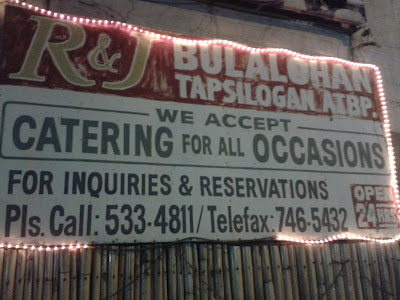 R&J BULALOHAN
TAPSILOGAN ATBP.
WE ACCEPT
CATERING FOR ALL OCCASIONS
FOR INQUIRIES & RESERVATIONS
Pls. Call: 533-4811/Telefax: 746-5432
OPEN
24 HRS.